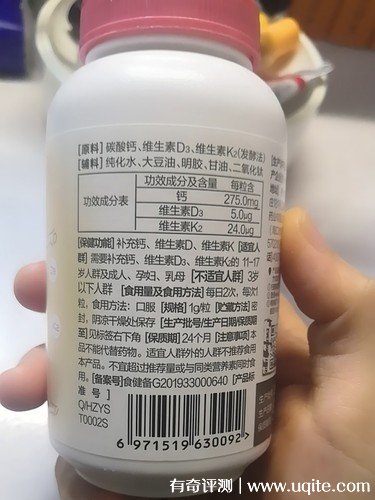 [原料]碳酸钙、维生素D3、维生素K2(发酵法)
[辅料]纯化水、大豆油、明胶、甘油、二氧化钛
功效成分表
功效成分及含量 每粒含
钙 275.0mg
维生素D3 5.0μg
维生素K2 24.0μg
[保健功能]补充钙、维生素D、维生素K [适宜人
群]需要补充钙、维生素D3、维生素K2的 11-17
岁人群及成人、孕妇、乳母 [不适宜人群] 3岁
以下人群 [食用量及食用方法]每日2次，每次1
粒，食用方法：口服 [规格]1g/粒 [贮藏方法]密
封，阴凉干燥处保存 [生产批号/生产日期/保质期
至]见标签右下角 [保质期]24个月 [注意事项]本
品不能代替药物。适宜人群外的人群不推荐食用
本产品。不宜超过推荐量或与同类营养素同时食
用。[备案号]食健备G201933000640 [产品标
准号]
Q/HZYS
T0002S
6 971519 630092
有奇评测 | www.uqite.com